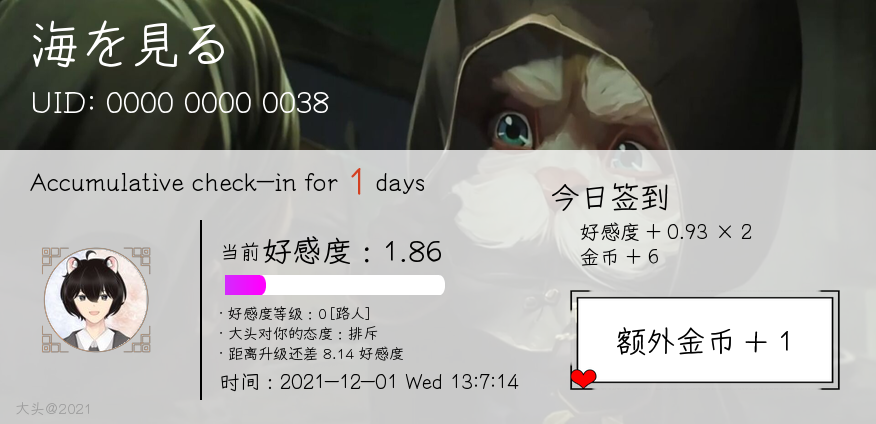 海を見る
UID: 0000 0000 0038
Accumulative check-in for 1 days
当前好感度：1.86
· 好感度等级：0 [路人]
· 大头对你的态度：排斥
· 距离升级还差 8.14 好感度
时间：2021-12-01 Wed 13:7:14
今日签到
好感度 + 0.93 × 2
金币 + 6
额外金币 + 1
大头@2021